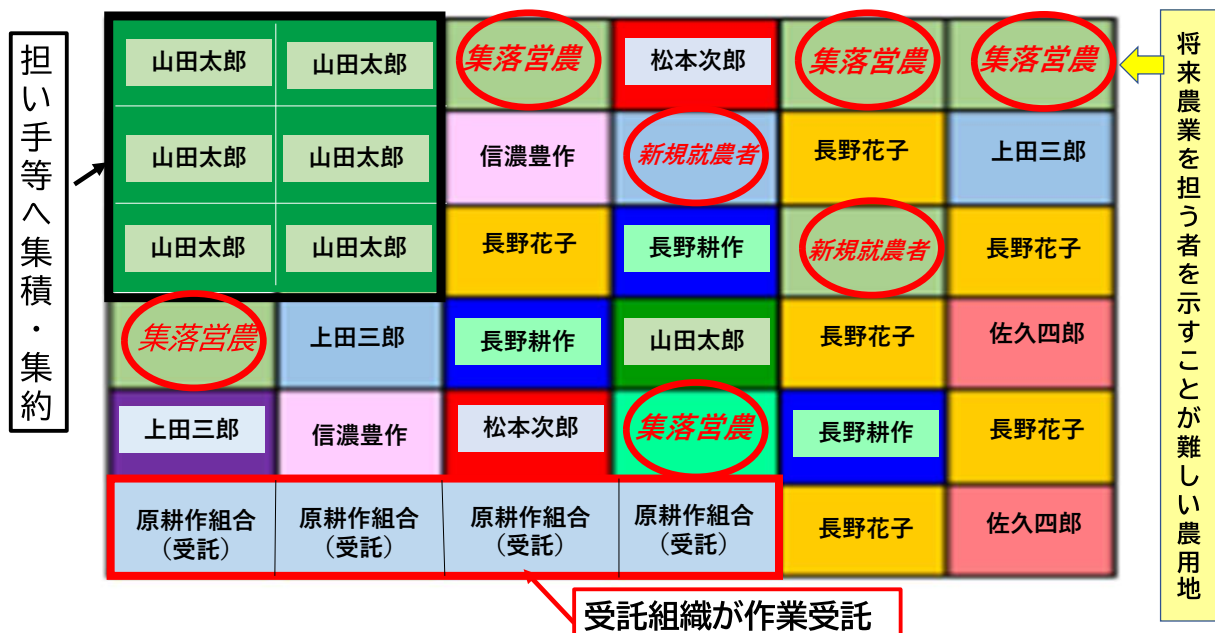 担い手等へ集積・集約
山田太郎
山田太郎
集落営農
松本次郎
集落営農
集落営農
山田太郎
山田太郎
信濃豊作
新規就農者
長野花子
上田三郎
山田太郎
山田太郎
長野花子
長野耕作
新規就農者
長野花子
集落営農
上田三郎
長野耕作
山田太郎
長野花子
佐久四郎
上田三郎
信濃豊作
松本次郎
集落営農
長野耕作
長野花子
原耕作組合
（受託）
原耕作組合
（受託）
原耕作組合
（受託）
原耕作組合
（受託）
長野花子
佐久四郎
受託組織が作業受託
将来農業を担う者を示すことが難しい農用地